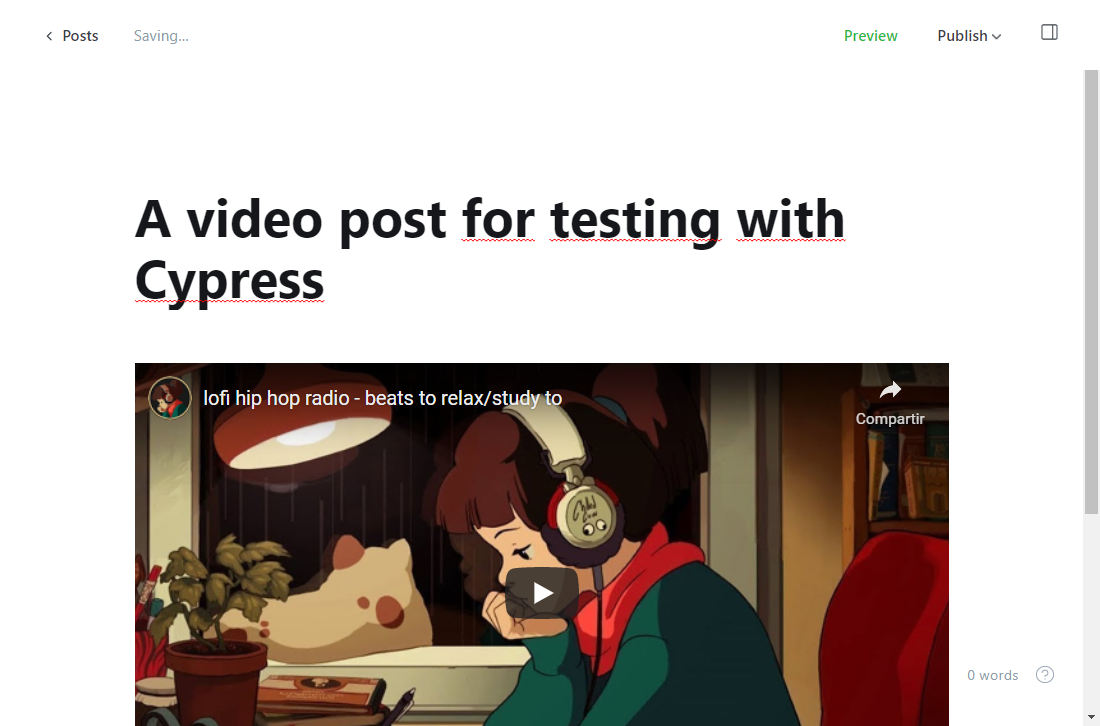 Posts Saving... Preview Publish
A video post for testing with
Cypress
lofi hip hop radio - beats to relax/study to
Compartir
0 words ?